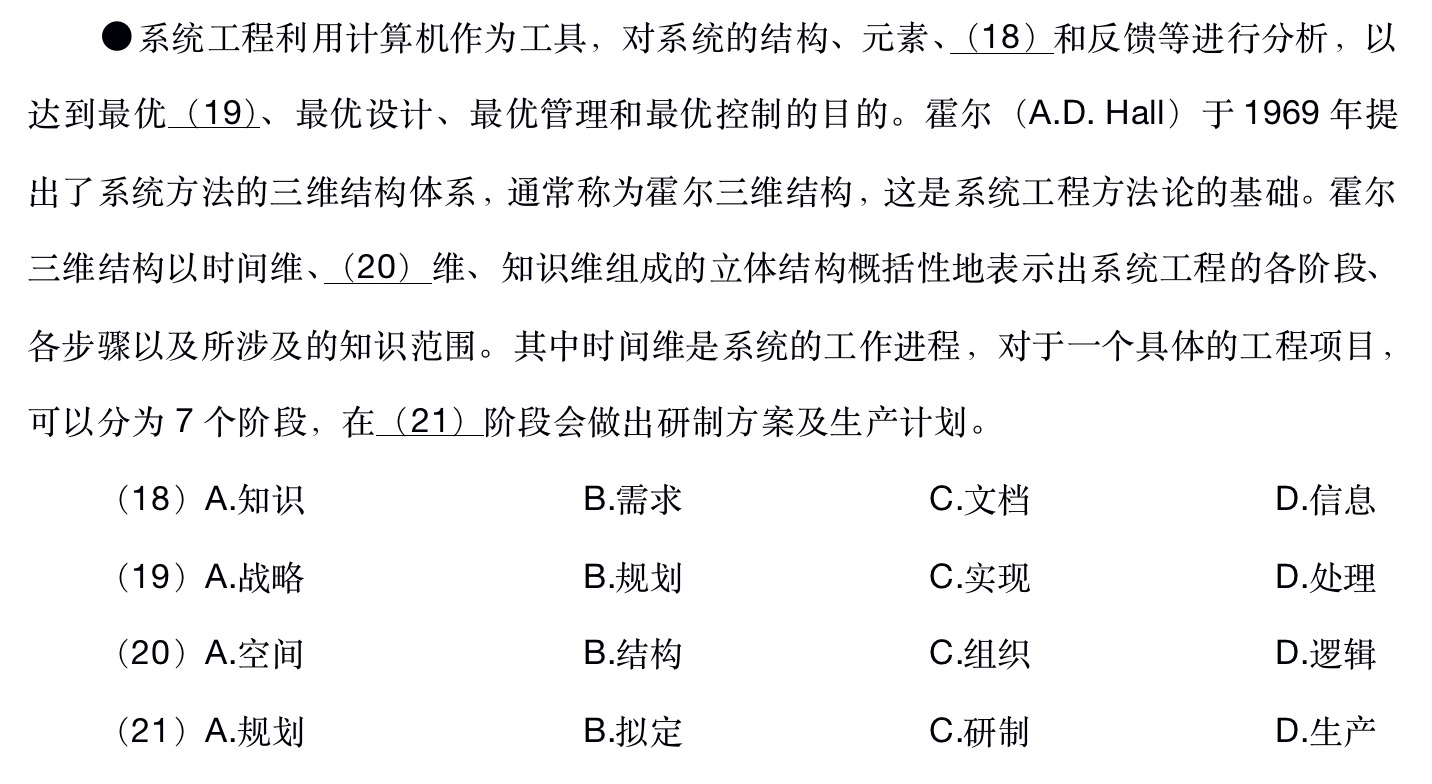 ●系统工程利用计算机作为工具，对系统的结构、元素、（18）和反馈等进行分析，以
达到最优（19）、最优设计、最优管理和最优控制的目的。霍尔（A.D. Hall）于 1969 年提
出了系统方法的三维结构体系，通常称为霍尔三维结构，这是系统工程方法论的基础。霍尔
三维结构以时间维、（20）维、知识维组成的立体结构概括性地表示出系统工程的各阶段、
各步骤以及所涉及的知识范围。其中时间维是系统的工作进程，对于一个具体的工程项目，
可以分为 7 个阶段，在（21）阶段会做出研制方案及生产计划。
（18）A.知识 B.需求 C.文档 D.信息
（19）A.战略 B.规划 C.实现 D.处理
（20）A.空间 B.结构 C.组织 D.逻辑
（21）A.规划 B.拟定 C.研制 D.生产